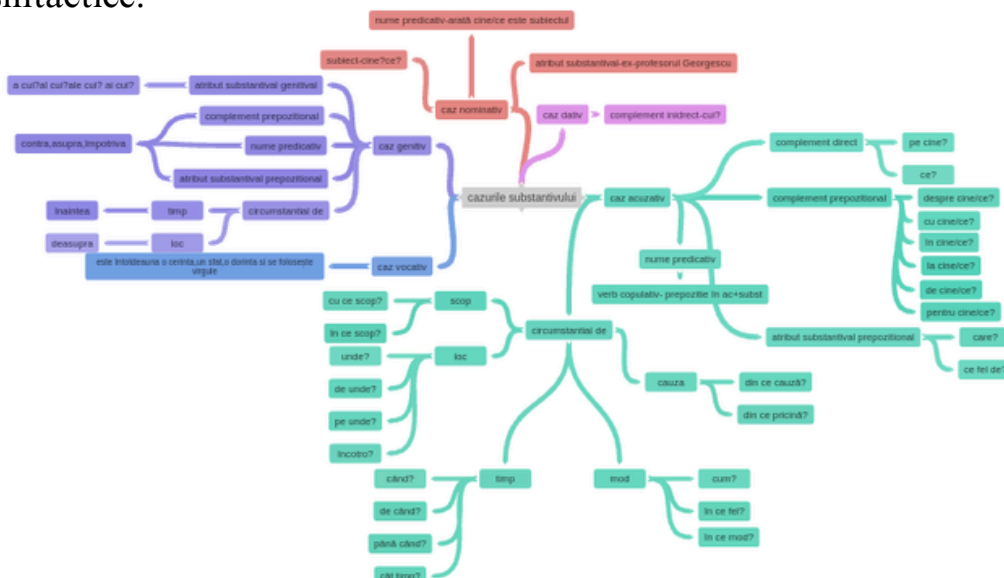 sintactice.
nume predicativ-arată cine/ce este subiectul
subiect-cine?ce?
atribut substantival-ex-profesorul Georgescu
caz nominativ
caz dativ
complement inidrect-cui?
a cui?al cui?ale cui? ai cui?
atribut substantival genitival
complement prepozitional
contra,asupra,împotriva
nume predicativ
caz genitiv
atribut substantival prepozitional
înaintea
timp
circumstantial de
deasupra
loc
este întotdeauna o cerinta,un sfat,o dorinta si se folosește
virgule
caz vocativ
cazurile substantivului
caz acuzativ
complement direct
pe cine?
ce?
complement prepozitional
despre cine/ce?
cu cine/ce?
în cine/ce?
la cine/ce?
de cine/ce?
pentru cine/ce?
nume predicativ
verb copulativ- prepozitie în ac+subst
atribut substantival prepozitional
care?
ce fel de?
circumstantial de
scop
cu ce scop?
în ce scop?
loc
unde?
de unde?
pe unde?
încotro?
cauza
din ce cauză?
din ce pricină?
timp
când?
de când?
până când?
cât timp?
mod
cum?
în ce fel?
în ce mod?